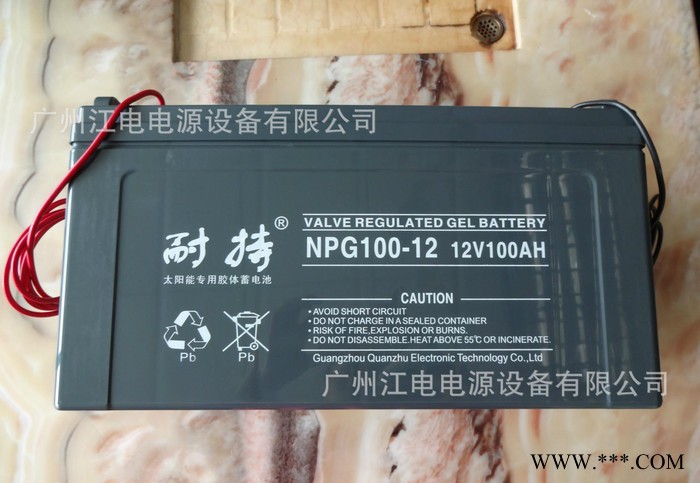 广州江电电源设备有限公司
耐持®
太阳能专用胶体蓄电池
VALVE REGULATED GEL BATTERY
NPG100-12 12V100AH
CAUTION
• AVOID SHORT CIRCUIT
• DO NOT CHARGE IN A SEALED CONTAINER
• RISK OF FIRE,EXPLOSION OR BURNS.
• DO NOT DISASSEMBLE.HEAT ABOVE 55℃ OR INCINERATE.
Pb
Pb
Guangzhou Quanzhu Electronic Technology Co.,Ltd
广州江电电源设备有限公司
WWW.***.COM